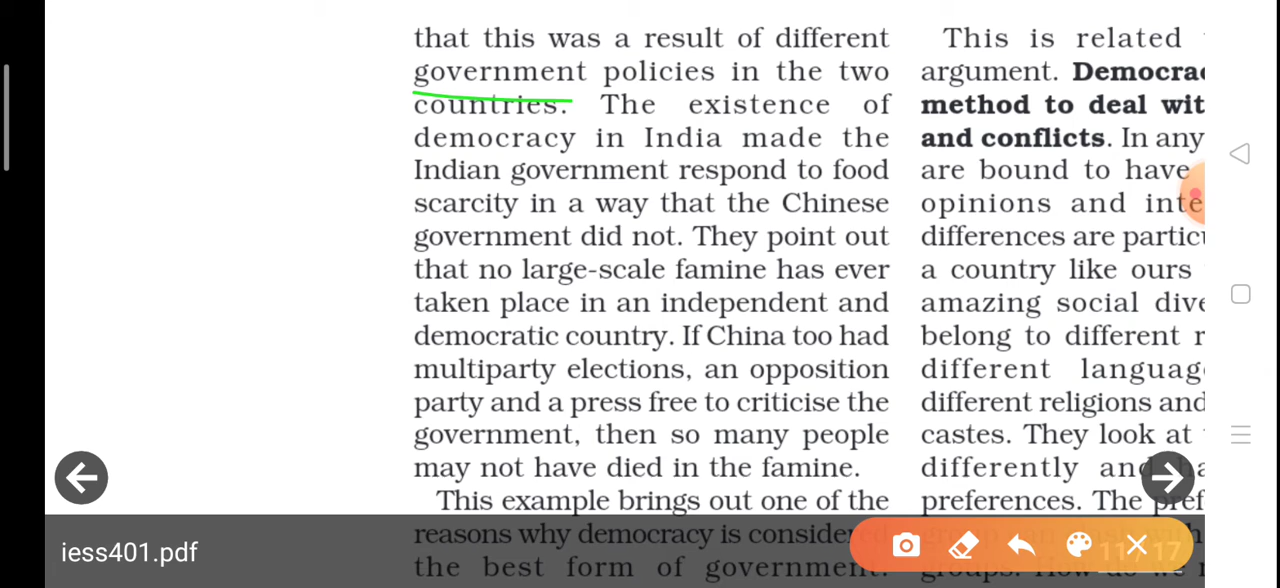 that this was a result of different
government policies in the two
countries. The existence of
democracy in India made the
Indian government respond to food
scarcity in a way that the Chinese
government did not. They point out
that no large-scale famine has ever
taken place in an independent and
democratic country. If China too had
multiparty elections, an opposition
party and a press free to criticise the
government, then so many people
may not have died in the famine.
This example brings out one of the
reasons why democracy is conside
the best form of government.
This is related
argument. Democra
method to deal wit
and conflicts. In any
are bound to have
opinions and inte
differences are particu
a country like ours
amazing social dive
belong to different r
different languag
different religions and
castes. They look at
differently and
preferences. The pref
iess401.pdf